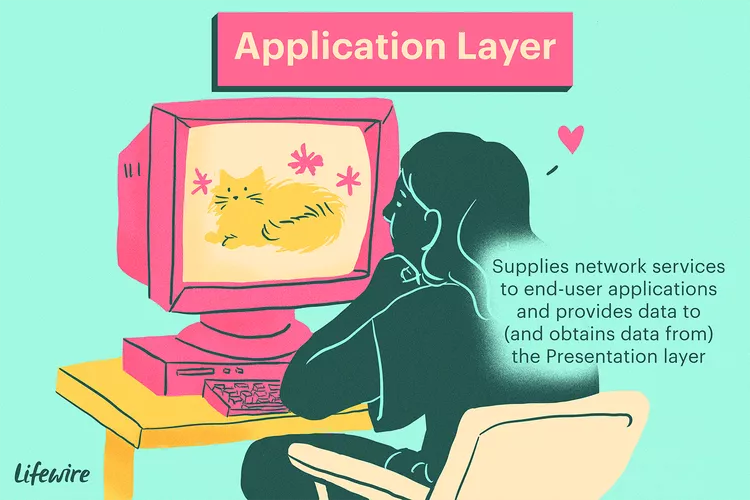 Application Layer
Supplies network services
to end-user applications
and provides data to
(and obtains data from)
the Presentation layer
Lifewire